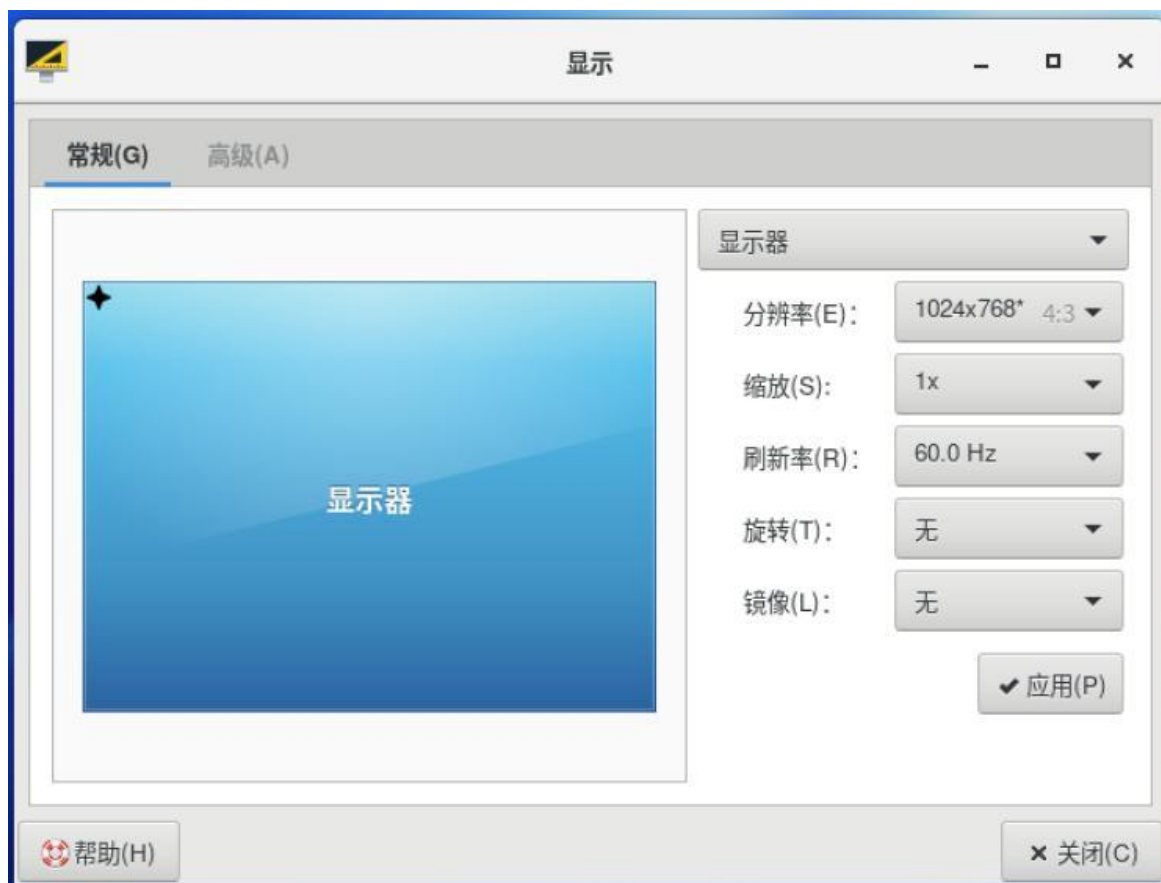 显示
常规(G) 高级(A)
显示器
显示器
分辨率(E)： 1024x768* 4:3
缩放(S)： 1x
刷新率(R)： 60.0 Hz
旋转(T)： 无
镜像(L)： 无
应用(P)
帮助(H) 关闭(C)